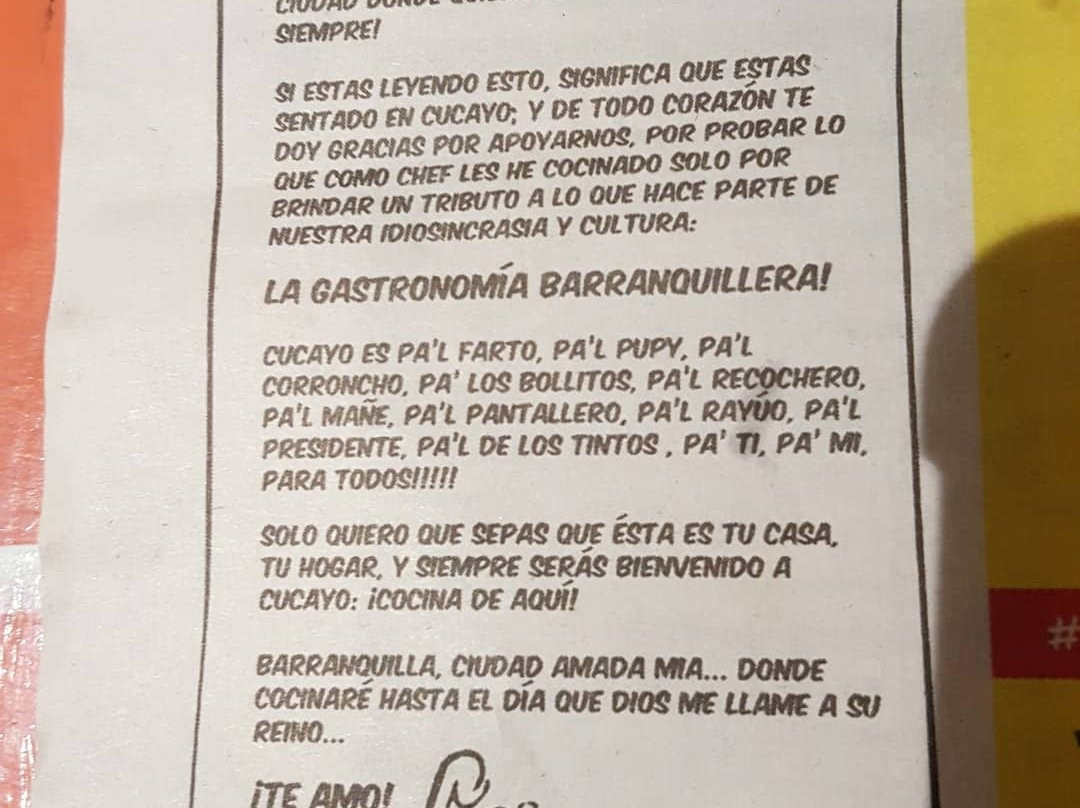 SIEMPRE!
SI ESTAS LEYENDO ESTO, SIGNIFICA QUE ESTAS
SENTADO EN CUCAYO; Y DE TODO CORAZÓN TE
DOY GRACIAS POR APOYARNOS, POR PROBAR LO
QUE COMO CHEF LES HE COCINADO SOLO POR
BRINDAR UN TRIBUTO A LO QUE HACE PARTE DE
NUESTRA IDIOSINCRASIA Y CULTURA:
LA GASTRONOMÍA BARRANQUILLERA!
CUCAYO ES PA'L FARTO, PA'L PUPY, PA'L
CORRONCHO, PA' LOS BOLLITOS, PA'L RECOCHERO,
PA'L MAÑE, PA'L PANTALLERO, PA'L RAYÚO, PA'L
PRESIDENTE, PA'L DE LOS TINTOS , PA' TI, PA' MI,
PARA TODOS!!!!!
SOLO QUIERO QUE SEPAS QUE ÉSTA ES TU CASA,
TU HOGAR, Y SIEMPRE SERÁS BIENVENIDO A
CUCAYO: ¡COCINA DE AQUÍ!
BARRANQUILLA, CIUDAD AMADA MIA... DONDE
COCINARÉ HASTA EL DÍA QUE DIOS ME LLAME A SU
REINO...
¡TE AMO!
#